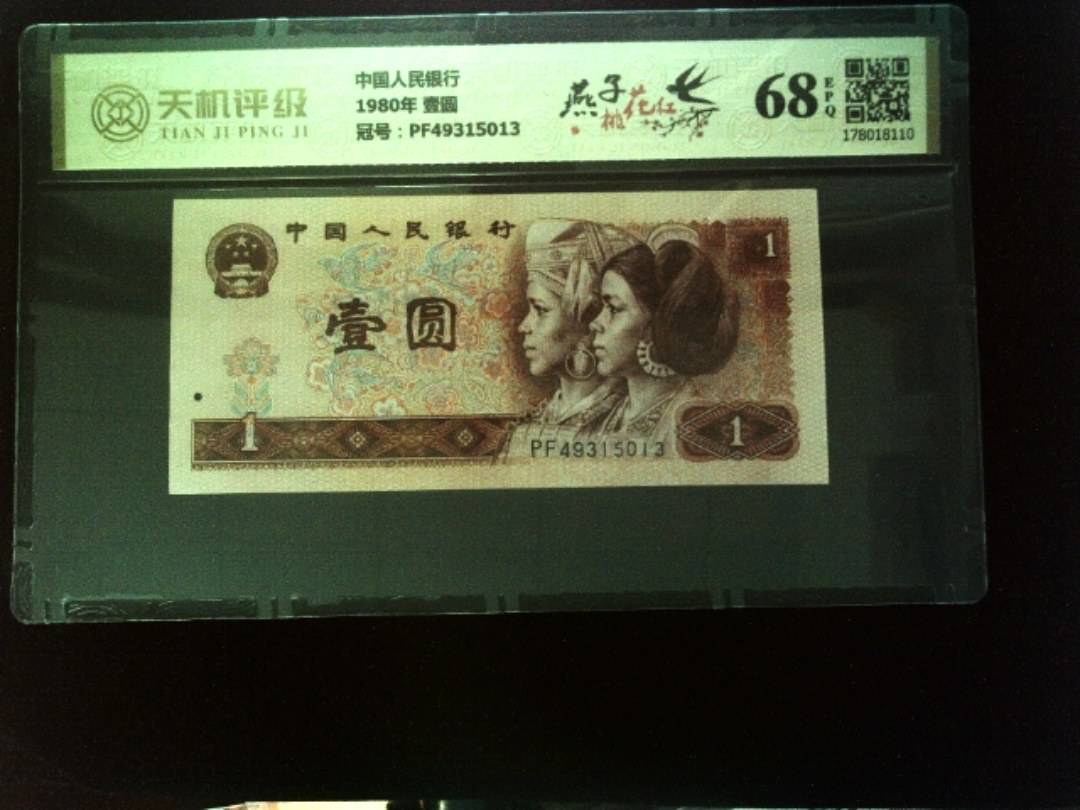 天机评级
TIAN JI PING JI
中国人民银行
1980年 壹圆
冠号：PF49315013
燕子
桃花红
68
EPQ
178018110
中国人民银行
1
壹圆
1
PF49315013
1